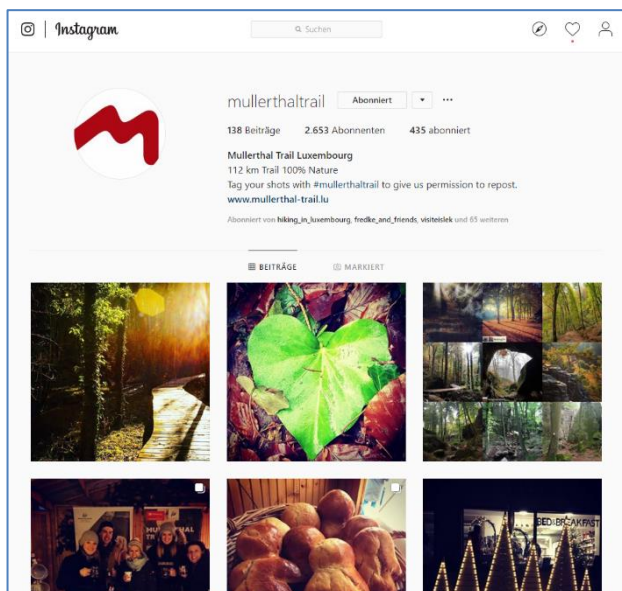 Instagram
Suchen
mullerthaltrail Abonniert
138 Beiträge 2.653 Abonnenten 435 abonniert
Mullerthal Trail Luxembourg
112 km Trail 100% Nature
Tag your shots with #mullerthaltrail to give us permission to repost.
www.mullerthal-trail.lu
Abonniert von hiking_in_luxembourg, fredke_and_friends, visiteislek und 65 weiteren
BEITRÄGE MARKIERT
BED&BREAKFAST